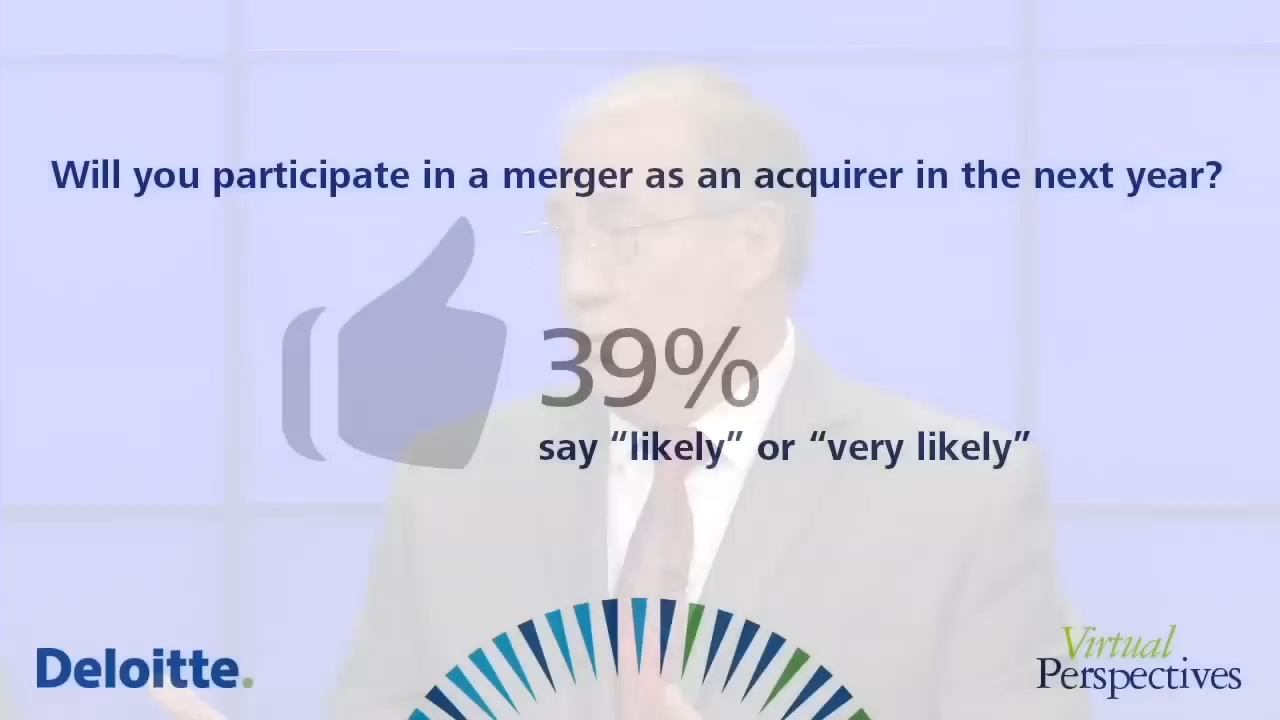 Will you participate in a merger as an acquirer in the next year?
39%
say “likely” or “very likely”
Deloitte.
Virtual
Perspectives